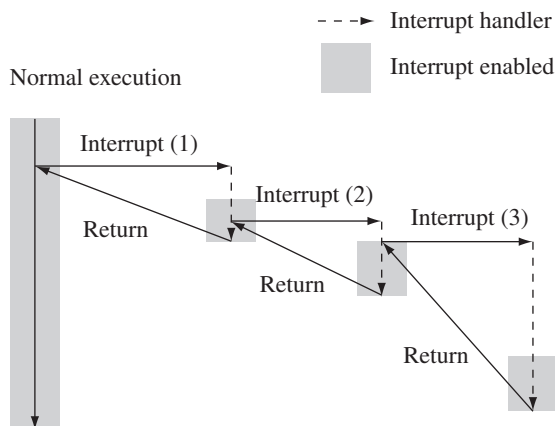 Interrupt handler
Interrupt enabled
Normal execution
Interrupt (1)
Interrupt (2)
Interrupt (3)
Return
Return
Return